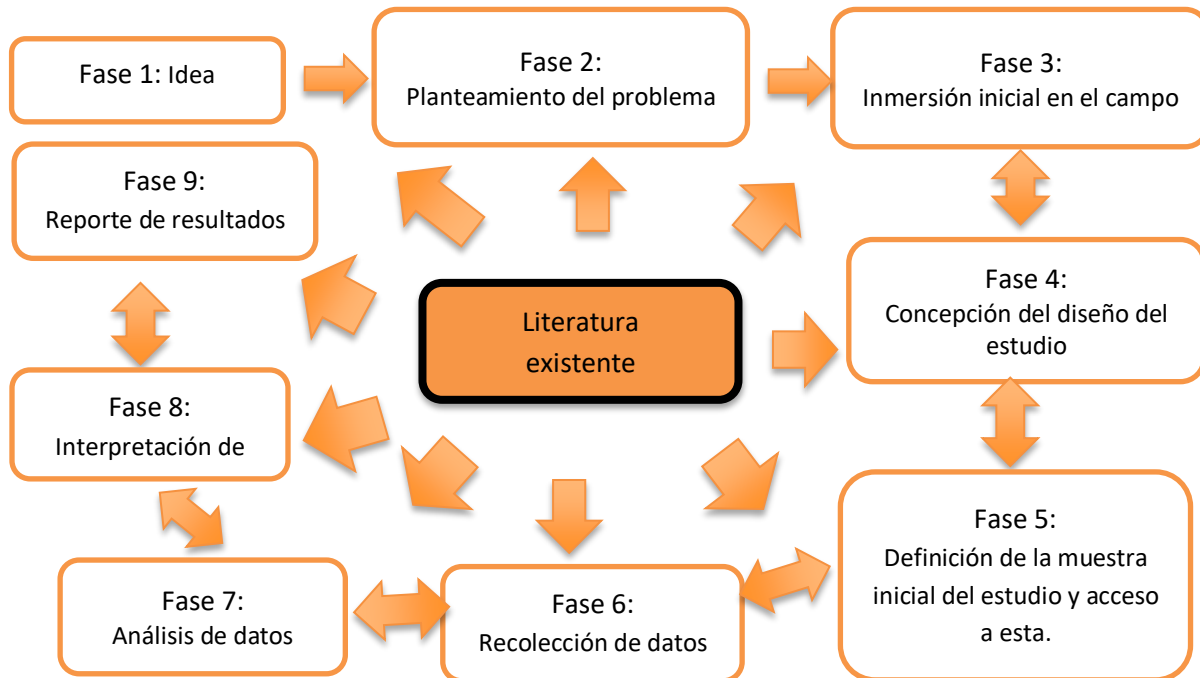 Fase 1: Idea
Fase 2:
Planteamiento del problema
Fase 3:
Inmersión inicial en el campo
Fase 9:
Reporte de resultados
Literatura
existente
Fase 4:
Concepción del diseño del
estudio
Fase 8:
Interpretación de
Fase 5:
Definición de la muestra
inicial del estudio y acceso
a esta.
Fase 7:
Análisis de datos
Fase 6:
Recolección de datos